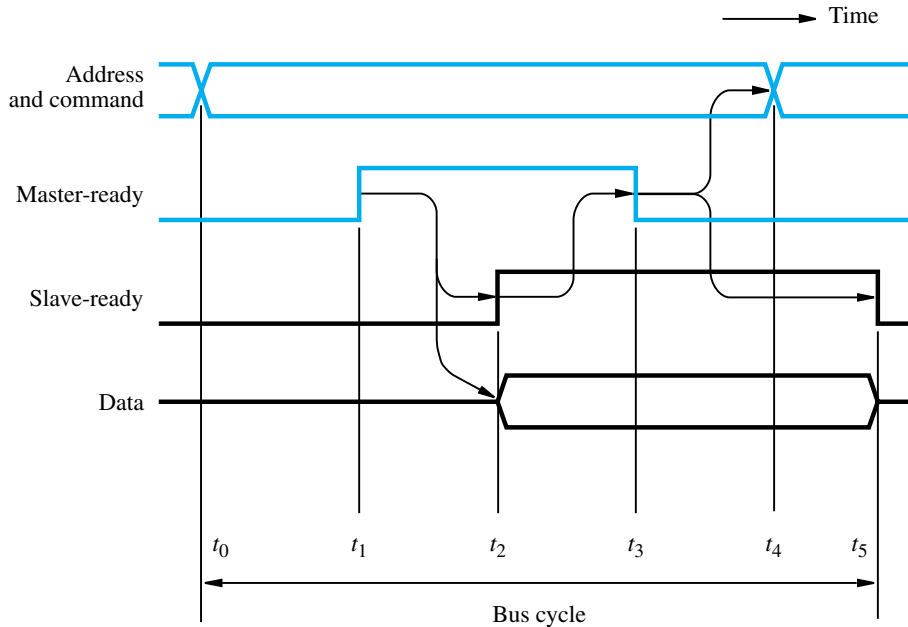 Time
Address
and command
Master-ready
Slave-ready
Data
t0 t1 t2 t3 t4 t5
Bus cycle